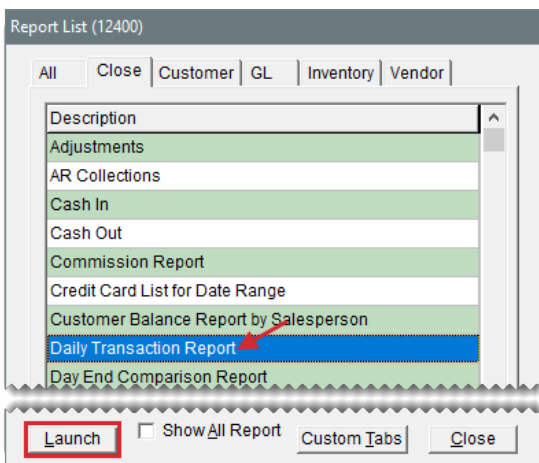 Report List (12400)
All Close Customer GL Inventory Vendor
Description
Adjustments
AR Collections
Cash In
Cash Out
Commission Report
Credit Card List for Date Range
Customer Balance Report by Salesperson
Daily Transaction Report
Day End Comparison Report
Launch Show All Report Custom Tabs Close